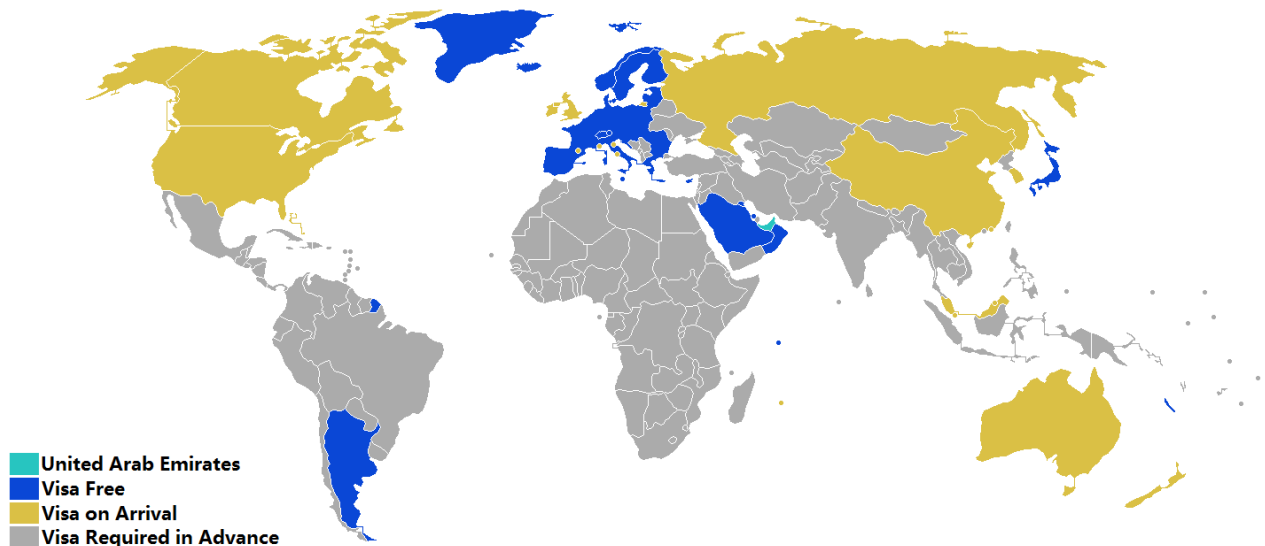 United Arab Emirates
Visa Free
Visa on Arrival
Visa Required in Advance